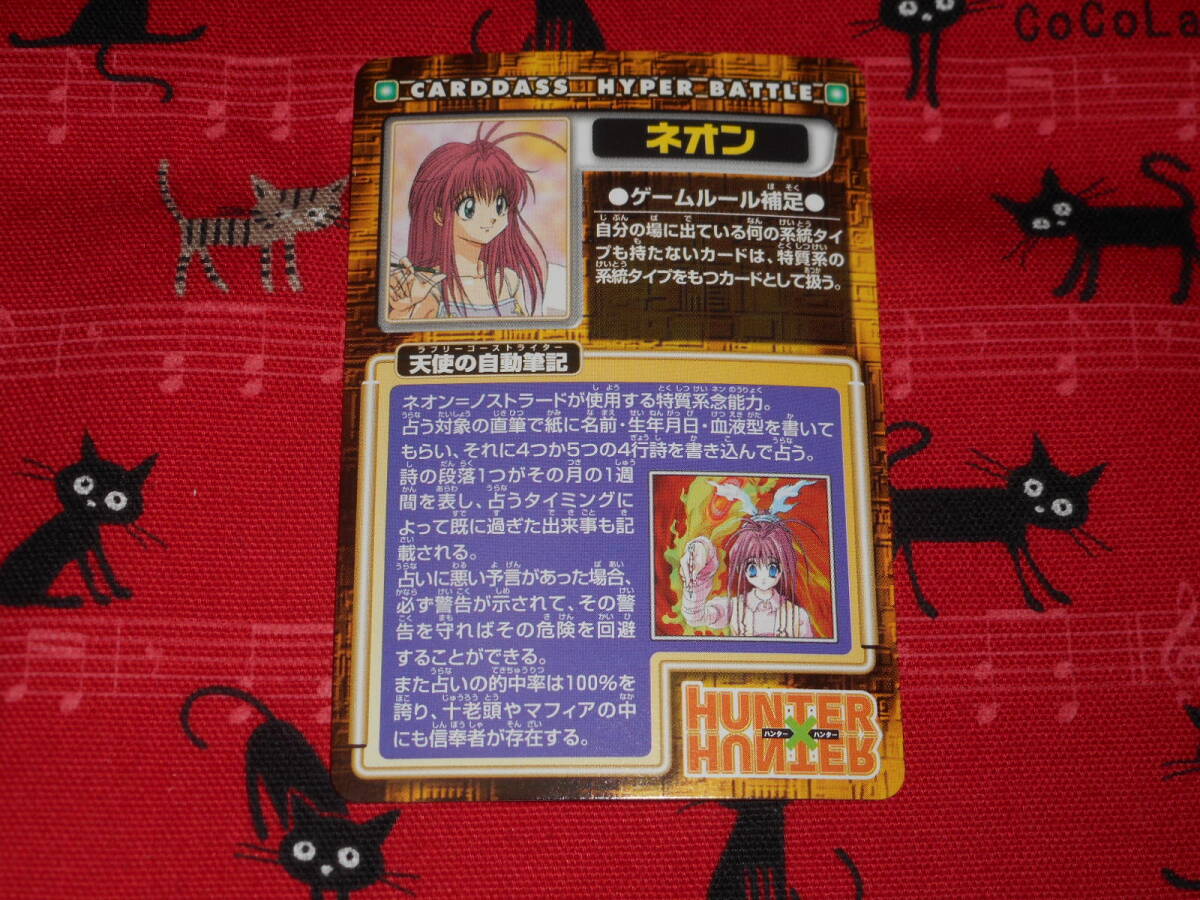 CoCoLa
CARDDASS HYPER BATTLE
ネオン
●ゲームルール補足●
自分の場に出ている何の系統タイ
プも持たないカードは、特質系の
系統タイプをもつカードとして扱う。
ラブリーゴーストライター
天使の自動筆記
ネオン=ノストラードが使用する特質系念能力。
占う対象の直筆で紙に名前・生年月日・血液型を書いて
もらい、それに4つか5つの4行詩を書き込んで占う。
詩の段落1つがその月の1週
間を表し、占うタイミングに
よって既に過ぎた出来事も記
載される。
占いに悪い予言があった場合、
必ず警告が示されて、その警
告を守ればその危険を回避
することができる。
また占いの的中率は100%を
誇り、十老頭やマフィアの中
にも信奉者が存在する。
HUNTER
ハンター×ハンター
HUNTER